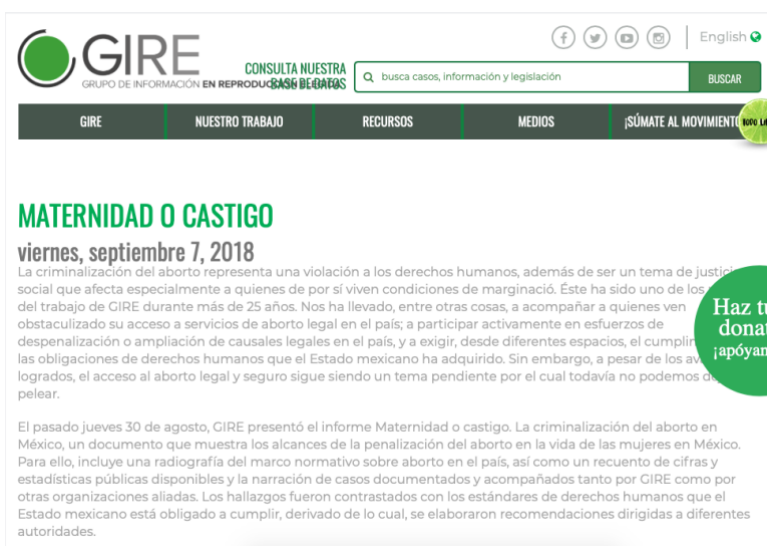 GIRE
GRUPO DE INFORMACIÓN EN REPRODUC
CONSULTA NUESTRA
BASE DE DATOS
busca casos, información y legislación
BUSCAR
English
GIRE
NUESTRO TRABAJO
RECURSOS
MEDIOS
¡SÚMATE AL MOVIMIENTO
MATERNIDAD O CASTIGO
viernes, septiembre 7, 2018
La criminalización del aborto representa una violación a los derechos humanos, además de ser un tema de justic
social que afecta especialmente a quienes de por sí viven condiciones de marginació. Éste ha sido uno de los
del trabajo de GIRE durante más de 25 años. Nos ha llevado, entre otras cosas, a acompañar a quienes ven
obstaculizado su acceso a servicios de aborto legal en el país; a participar activamente en esfuerzos de
despenalización o ampliación de causales legales en el país, y a exigir, desde diferentes espacios, el cumplir
las obligaciones de derechos humanos que el Estado mexicano ha adquirido. Sin embargo, a pesar de los av
logrados, el acceso al aborto legal y seguro sigue siendo un tema pendiente por el cual todavía no podemos
pelear.
Haz tu
donat
¡apóyan
El pasado jueves 30 de agosto, GIRE presentó el informe Maternidad o castigo. La criminalización del aborto en
México, un documento que muestra los alcances de la penalización del aborto en la vida de las mujeres en México.
Para ello, incluye una radiografía del marco normativo sobre aborto en el país, así como un recuento de cifras y
estadísticas públicas disponibles y la narración de casos documentados y acompañados tanto por GIRE como por
otras organizaciones aliadas. Los hallazgos fueron contrastados con los estándares de derechos humanos que el
Estado mexicano está obligado a cumplir, derivado de lo cual, se elaboraron recomendaciones dirigidas a diferentes
autoridades.